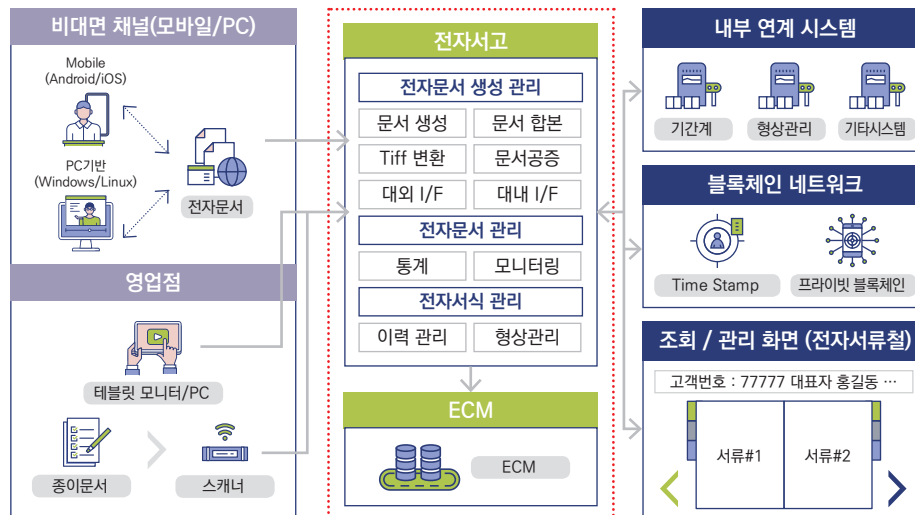 비대면 채널(모바일/PC)
Mobile
(Android/iOS)
PC기반
(Windows/Linux)
전자문서
영업점
테블릿 모니터/PC
종이문서
스캐너
전자서고
전자문서 생성 관리
문서 생성
문서 합본
Tiff 변환
문서공증
대외 I/F
대내 I/F
전자문서 관리
통계
모니터링
전자서식 관리
이력 관리
형상관리
ECM
ECM
내부 연계 시스템
기간계
형상관리
기타시스템
블록체인 네트워크
Time Stamp
프라이빗 블록체인
조회 / 관리 화면 (전자서류철)
고객번호 : 77777 대표자 홍길동 ···
서류#1
서류#2